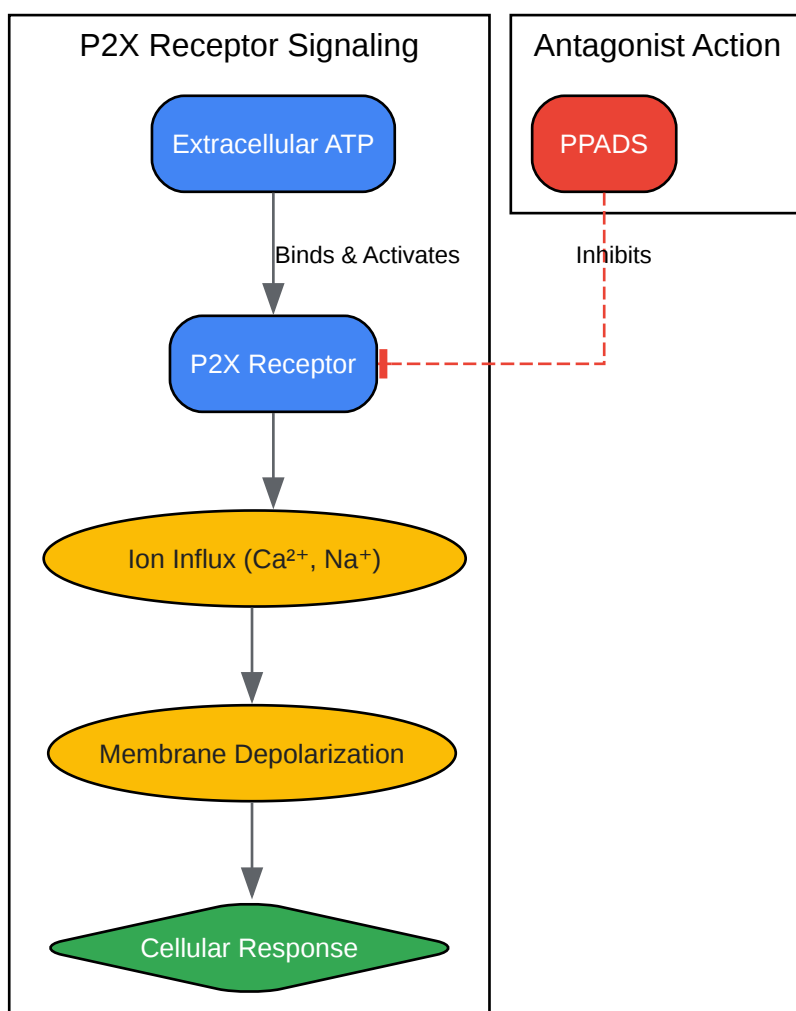 P2X Receptor Signaling
Antagonist Action
Extracellular ATP
PPADS
Binds & Activates
Inhibits
P2X Receptor
Ion Influx (Ca²⁺, Na⁺)
Membrane Depolarization
Cellular Response